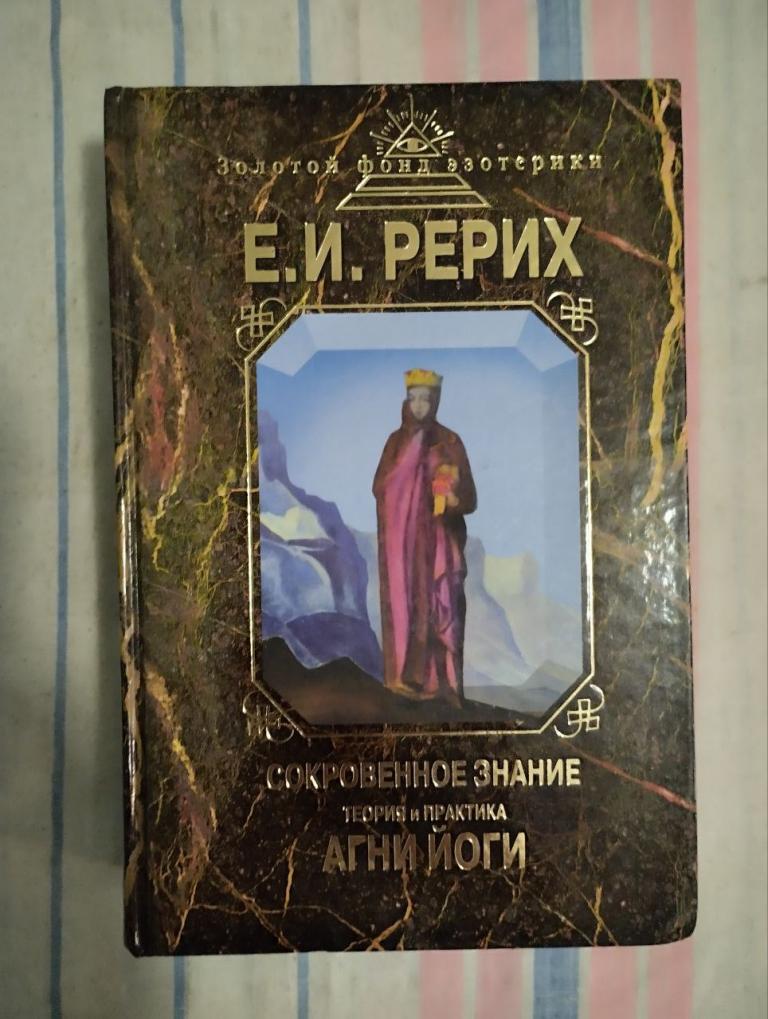 Золотой фонд эзотерики
Е.И. РЕРИХ
СОКРОВЕННОЕ ЗНАНИЕ
ТЕОРИЯ и ПРАКТИКА
АГНИ ЙОГИ